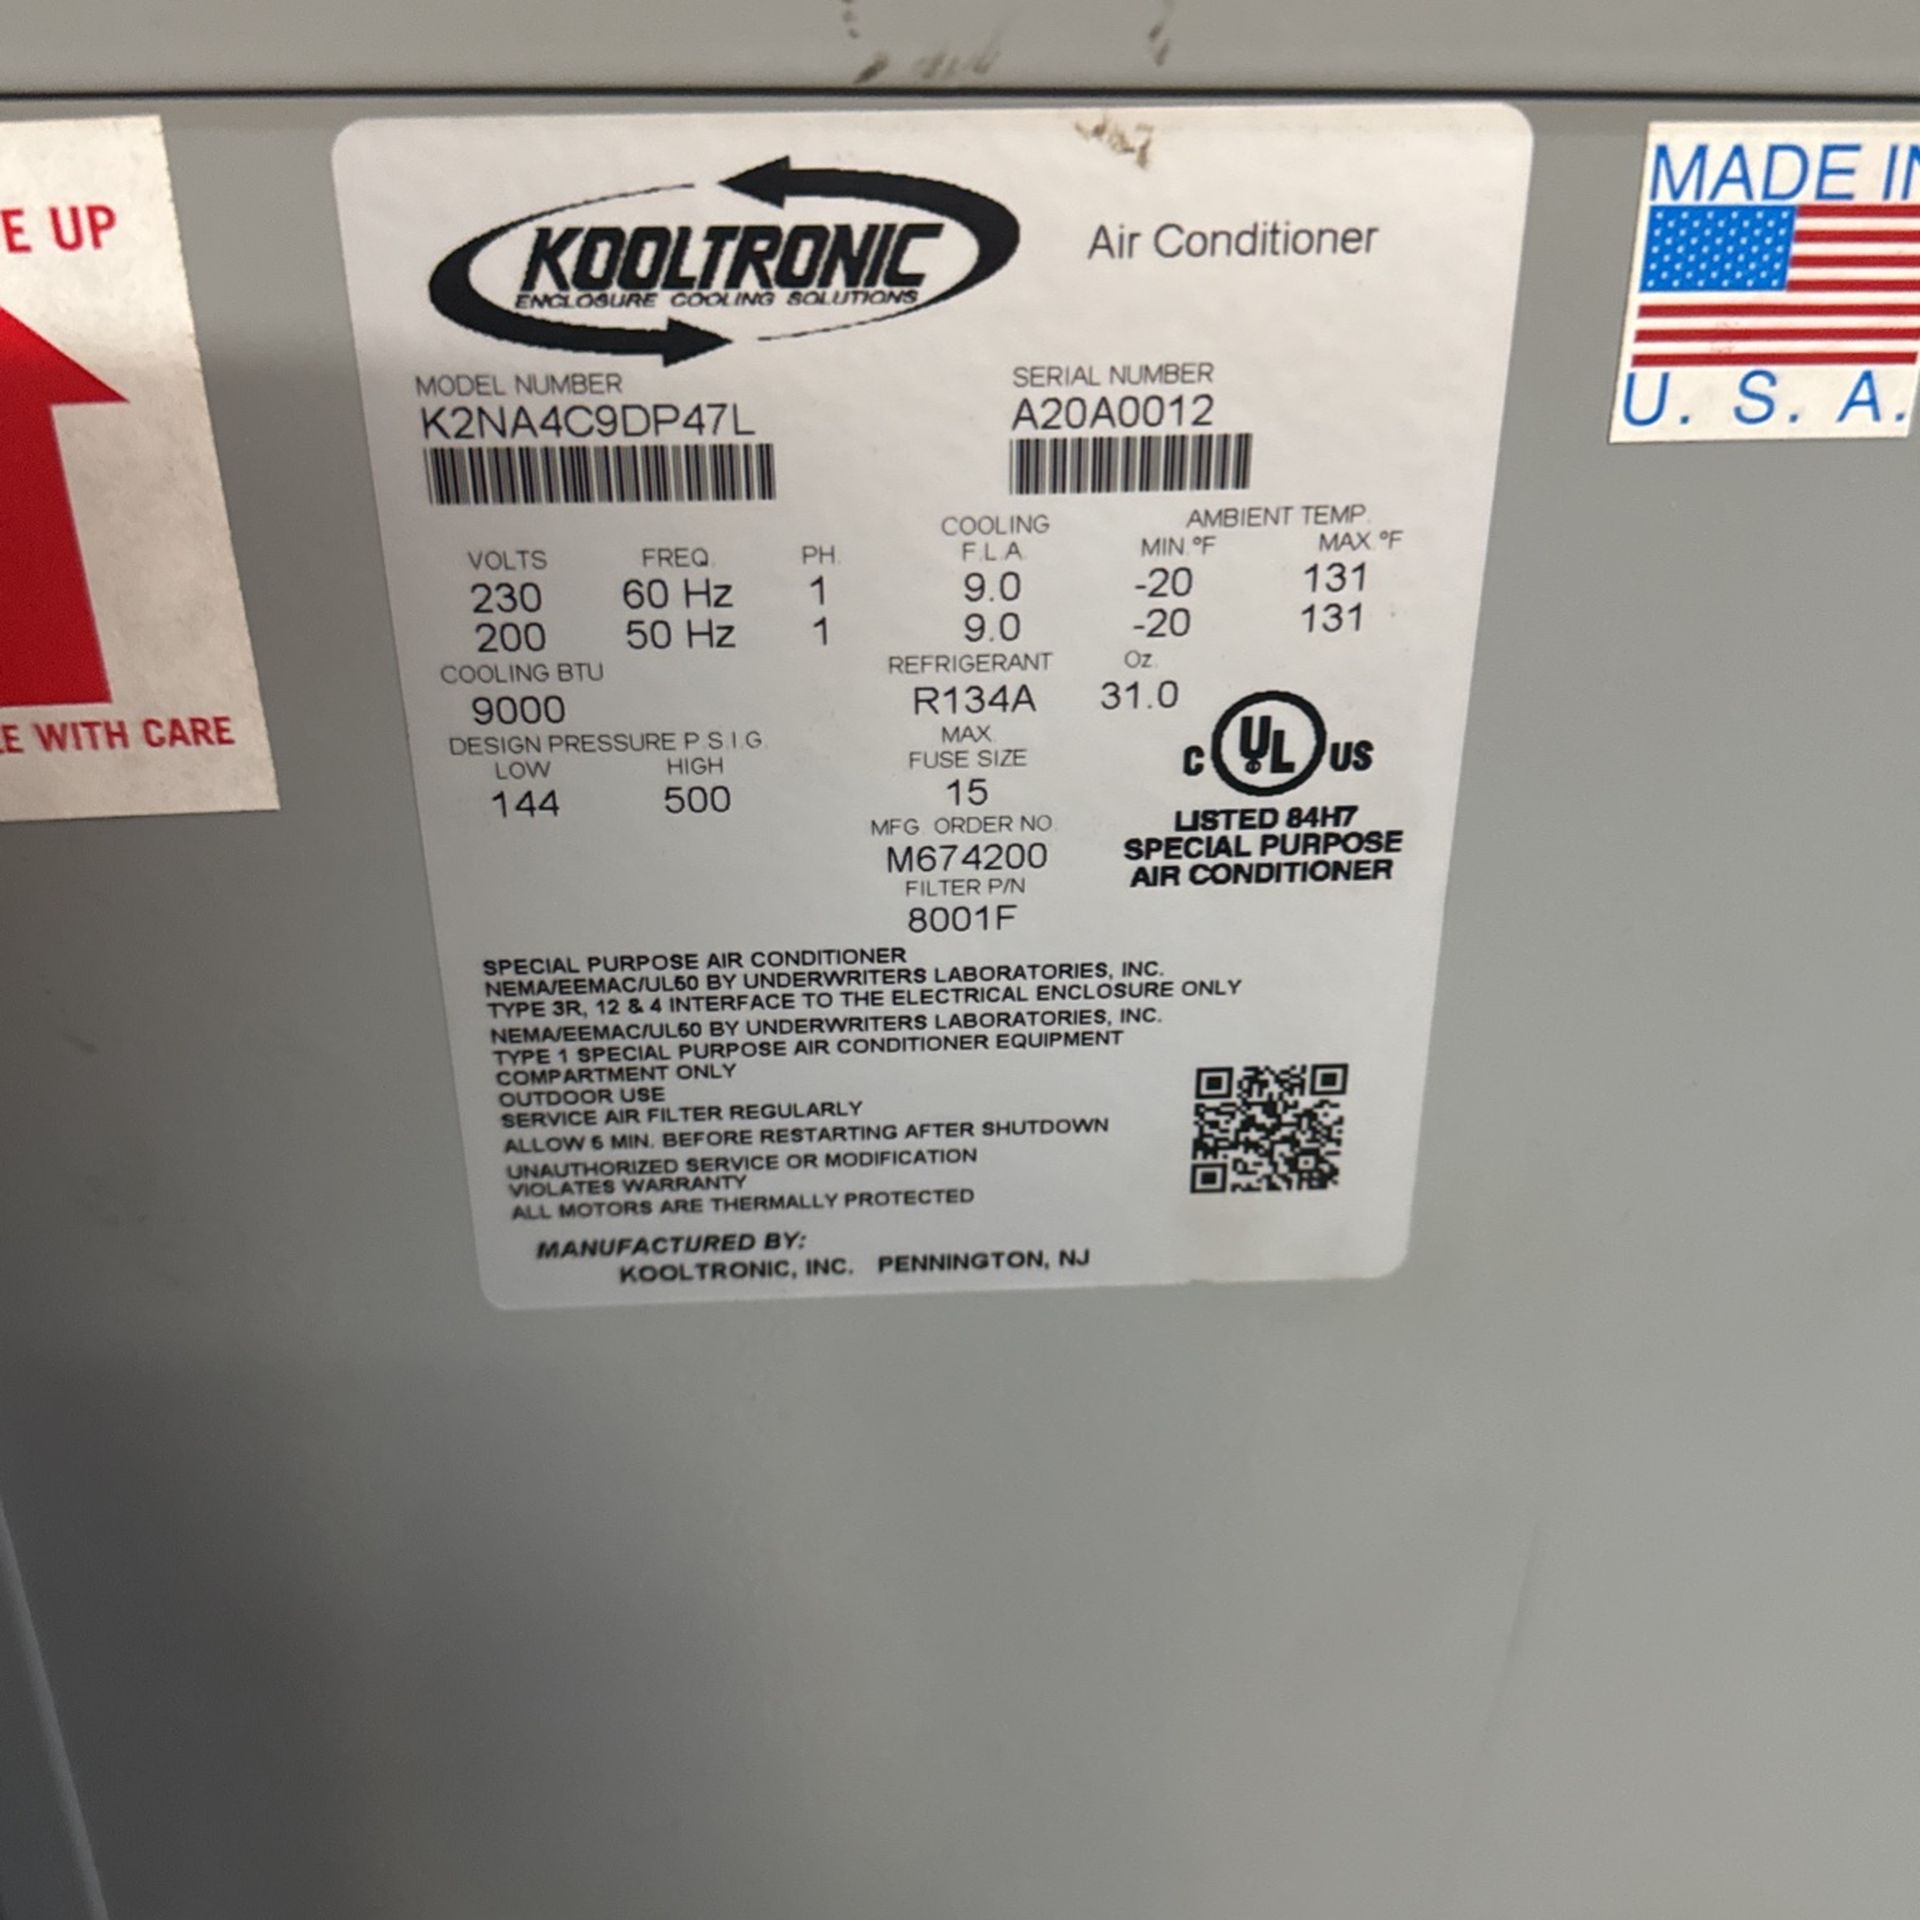 E UP
E WITH CARE
KOOLTRONIC
ENCLOSURE COOLING SOLUTIONS
Air Conditioner
MODEL NUMBER
K2NA4C9DP47L
SERIAL NUMBER
A20A0012
VOLTS FREQ. PH. COOLING F.L.A. AMBIENT TEMP. MIN.°F MAX.°F
230 60 Hz 1 9.0 -20 131
200 50 Hz 1 9.0 -20 131
COOLING BTU
9000
REFRIGERANT Oz.
R134A 31.0
DESIGN PRESSURE P.S.I.G.
LOW HIGH
144 500
MAX.
FUSE SIZE
15
MFG. ORDER NO.
M674200
FILTER P/N
8001F
C UL US
LISTED 84H7
SPECIAL PURPOSE
AIR CONDITIONER
SPECIAL PURPOSE AIR CONDITIONER
NEMA/EEMAC/UL50 BY UNDERWRITERS LABORATORIES, INC.
TYPE 3R, 12 & 4 INTERFACE TO THE ELECTRICAL ENCLOSURE ONLY
NEMA/EEMAC/UL50 BY UNDERWRITERS LABORATORIES, INC.
TYPE 1 SPECIAL PURPOSE AIR CONDITIONER EQUIPMENT
COMPARTMENT ONLY
OUTDOOR USE
SERVICE AIR FILTER REGULARLY
ALLOW 5 MIN. BEFORE RESTARTING AFTER SHUTDOWN
UNAUTHORIZED SERVICE OR MODIFICATION
VIOLATES WARRANTY
ALL MOTORS ARE THERMALLY PROTECTED
MANUFACTURED BY:
KOOLTRONIC, INC. PENNINGTON, NJ
MADE IN
U. S. A.